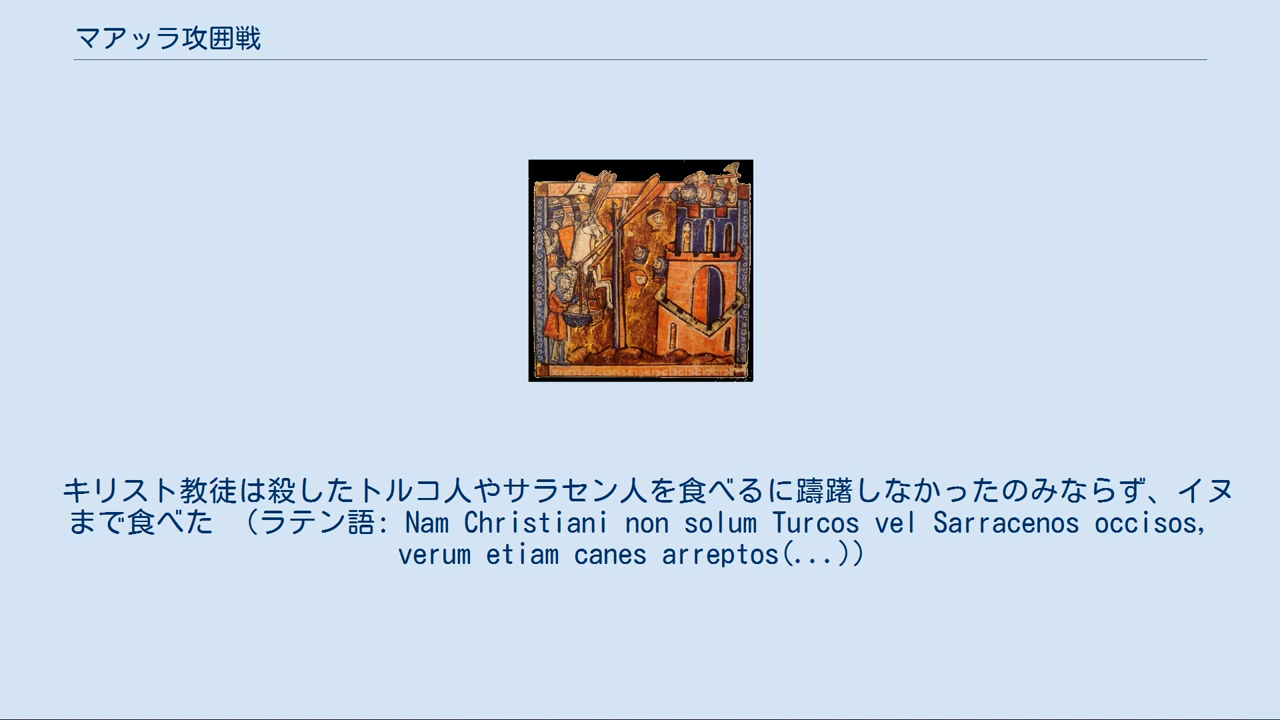 マアッラ攻囲戦
キリスト教徒は殺したトルコ人やサラセン人を食べるに躊躇しなかったのみならず、イヌ
まで食べた （ラテン語: Nam Christiani non solum Turcos vel Sarracenos occisos,
verum etiam canes arreptos(...)）